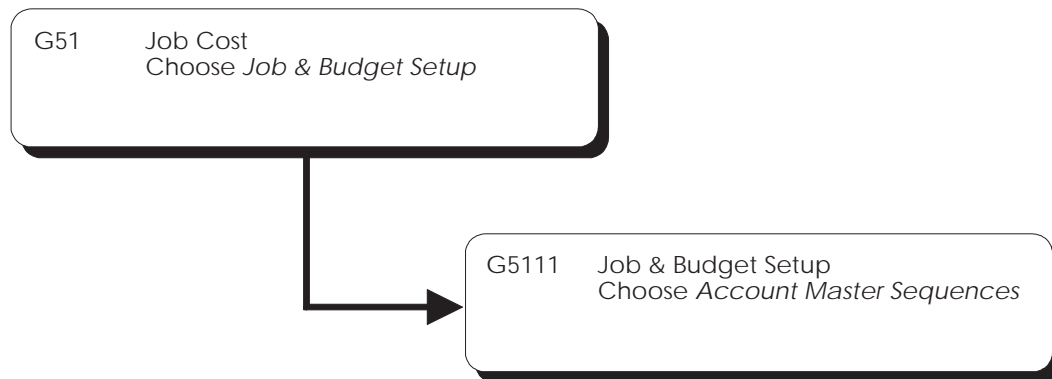 G51 Job Cost
Choose Job & Budget Setup
G5111 Job & Budget Setup
Choose Account Master Sequences